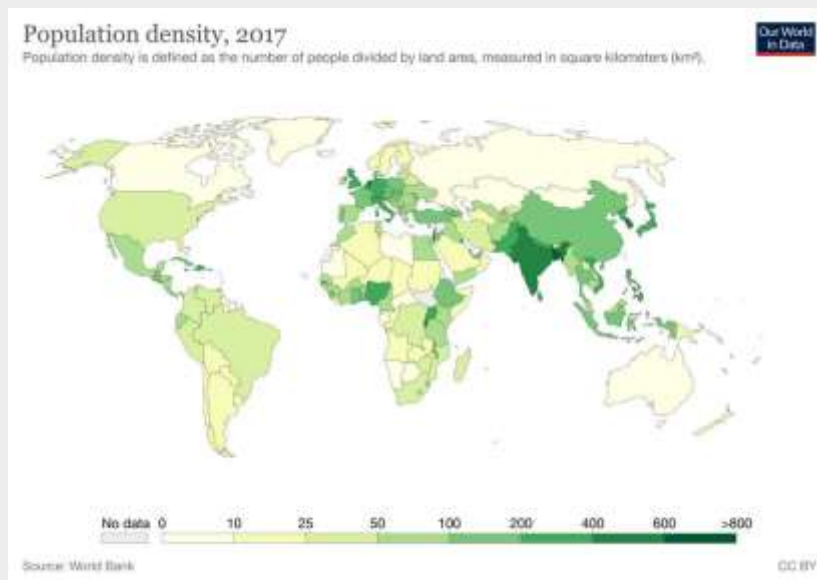 Population density, 2017
Our World
in Data
Population density is defined as the number of people divided by land area, measured in square kilometers (km²).
No data 0 10 25 50 100 200 400 600 >800
Source: World Bank
CC BY